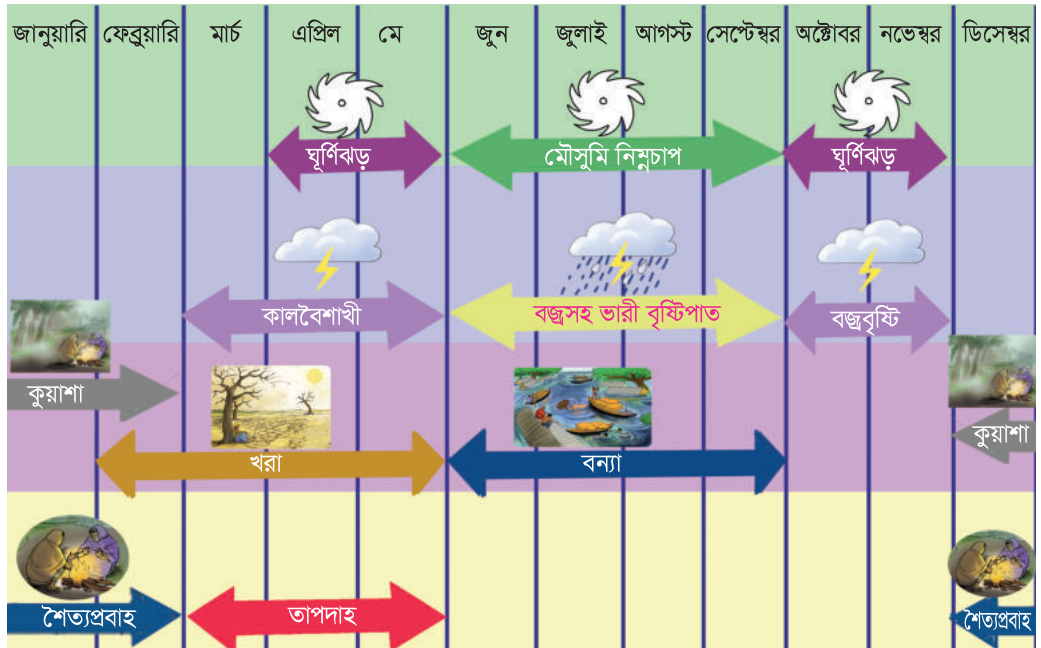 জানুয়ারি ফেব্রুয়ারি মার্চ এপ্রিল মে জুন জুলাই আগস্ট সেপ্টেম্বর অক্টোবর নভেম্বর ডিসেম্বর
ঘূর্ণিঝড় মৌসুমি নিম্নচাপ ঘূর্ণিঝড়
কালবৈশাখী বজ্রসহ ভারী বৃষ্টিপাত বজ্রবৃষ্টি
কুয়াশা
কুয়াশা
খরা বন্যা
শৈত্যপ্রবাহ তাপদাহ শৈত্যপ্রবাহ